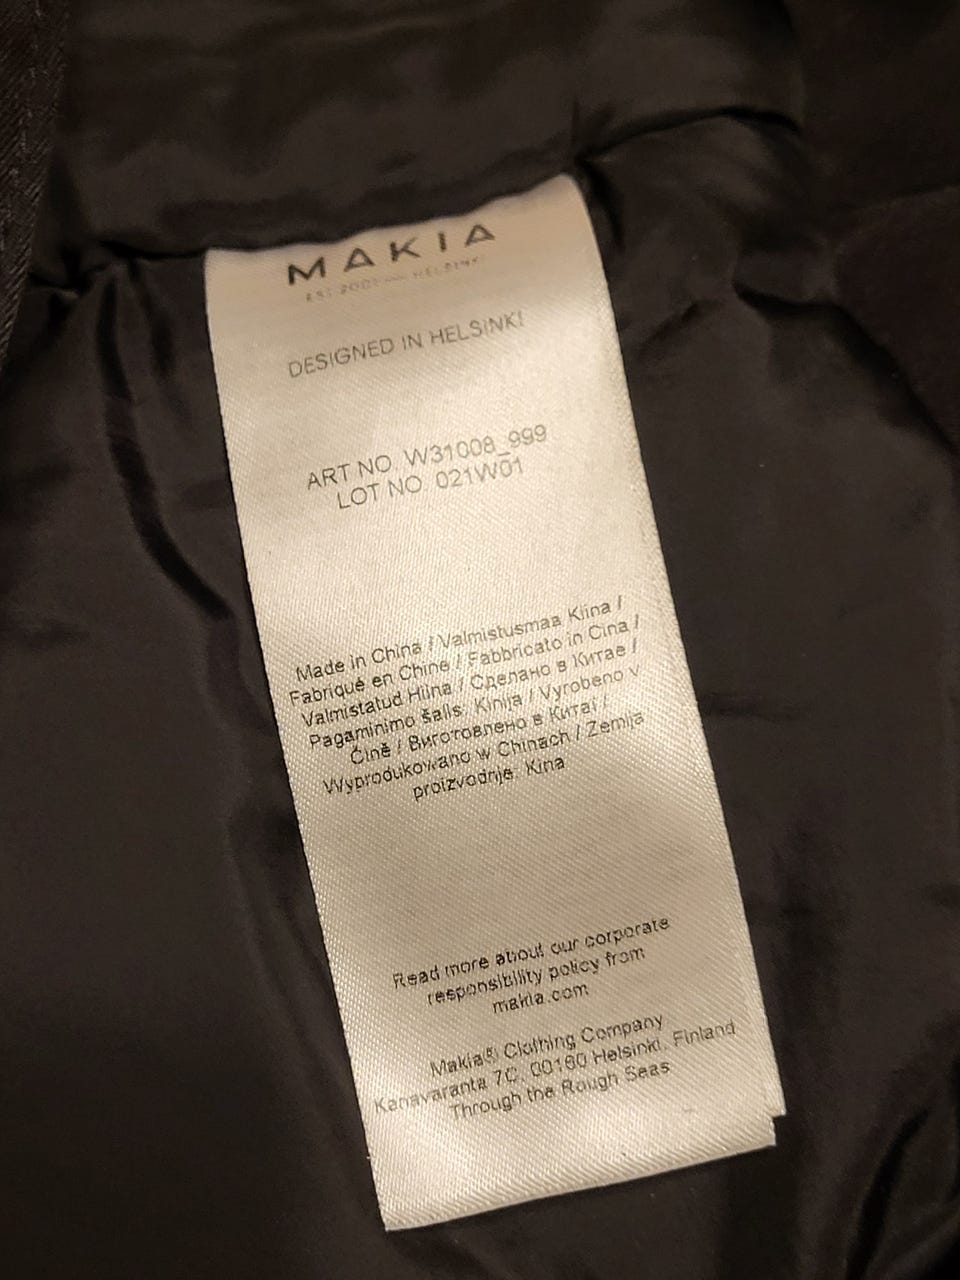 MAKIA
EST 2001 — HELSINKI
DESIGNED IN HELSINKI
ART NO W31008_999
LOT NO 021W01
Made in China / Valmistusmaa Kiina /
Fabriqué en Chine / Fabbricato in Cina /
Valmistatud Hiina / Сделано в Китае /
Pagaminimo šalis: Kinija / Vyrobeno v
Číně / Виготовлено в Китаї /
Wyprodukowano w Chinach / Zemlja
proizvodnje: Kina
Read more about our corporate
responsibility policy from
makia.com
Makia® Clothing Company
Kanavaranta 7C, 00160 Helsinki, Finland
Through the Rough Seas